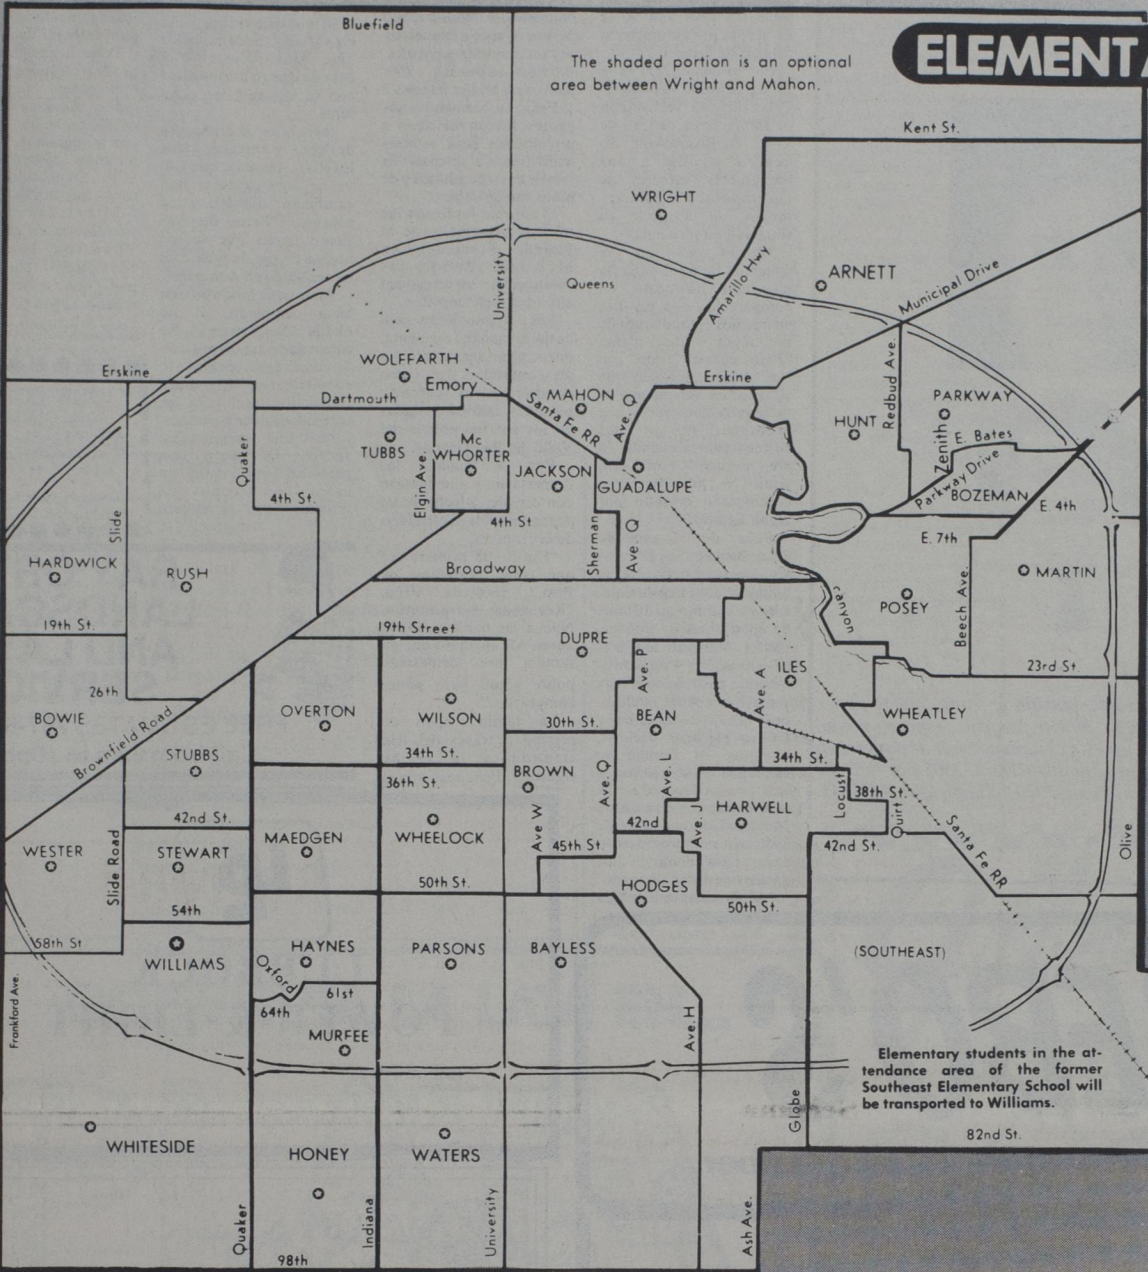 Bluefield
The shaded portion is an optional
area between Wright and Mahon.
ELEMENTA
Kent St.
WRIGHT
Amarillo Hwy
ARNETT
Municipal Drive
University
Queens
WOLFFARTH
Erskine
Emory
Dartmouth
MAHON
Santa Fe RR
Ave. Q
Erskine
Redbud Ave.
PARKWAY
HUNT
Zenith
E. Bates
Parkway Drive
BOZEMAN
Quaker
TUBBS
Elgin Ave.
Mc
WHORTER
JACKSON
GUADALUPE
4th St.
4th St
E. 4th
E. 7th
Slide
Sherman
Ave. Q
Broadway
HARDWICK
RUSH
MARTIN
Beech Ave.
POSEY
anyon
19th St.
19th Street
DUPRE
Ave. P
23rd St.
26th
ILES
Ave. A
BOWIE
Brownfield Road
OVERTON
WILSON
30th St.
BEAN
WHEATLEY
STUBBS
34th St.
34th St.
36th St.
BROWN
Ave. Q
Ave. L
Ave. J
HARWELL
Locust
38th St.
Quirt
42nd St.
MAEDGEN
WHEELOCK
Ave W
42nd
45th St.
42nd St.
Santa Fe RR
Olive
WESTER
Slide Road
STEWART
50th St.
HODGES
50th St.
54th
58th St
WILLIAMS
HAYNES
PARSONS
BAYLESS
(SOUTHEAST)
Oxford
61st
64th
Frankford Ave.
MURFEE
Ave. H
Elementary students in the at-
tendance area of the former
Southeast Elementary School will
be transported to Williams.
Globe
82nd St.
WHITESIDE
HONEY
WATERS
Quaker
Indiana
University
Ash Ave.
98th